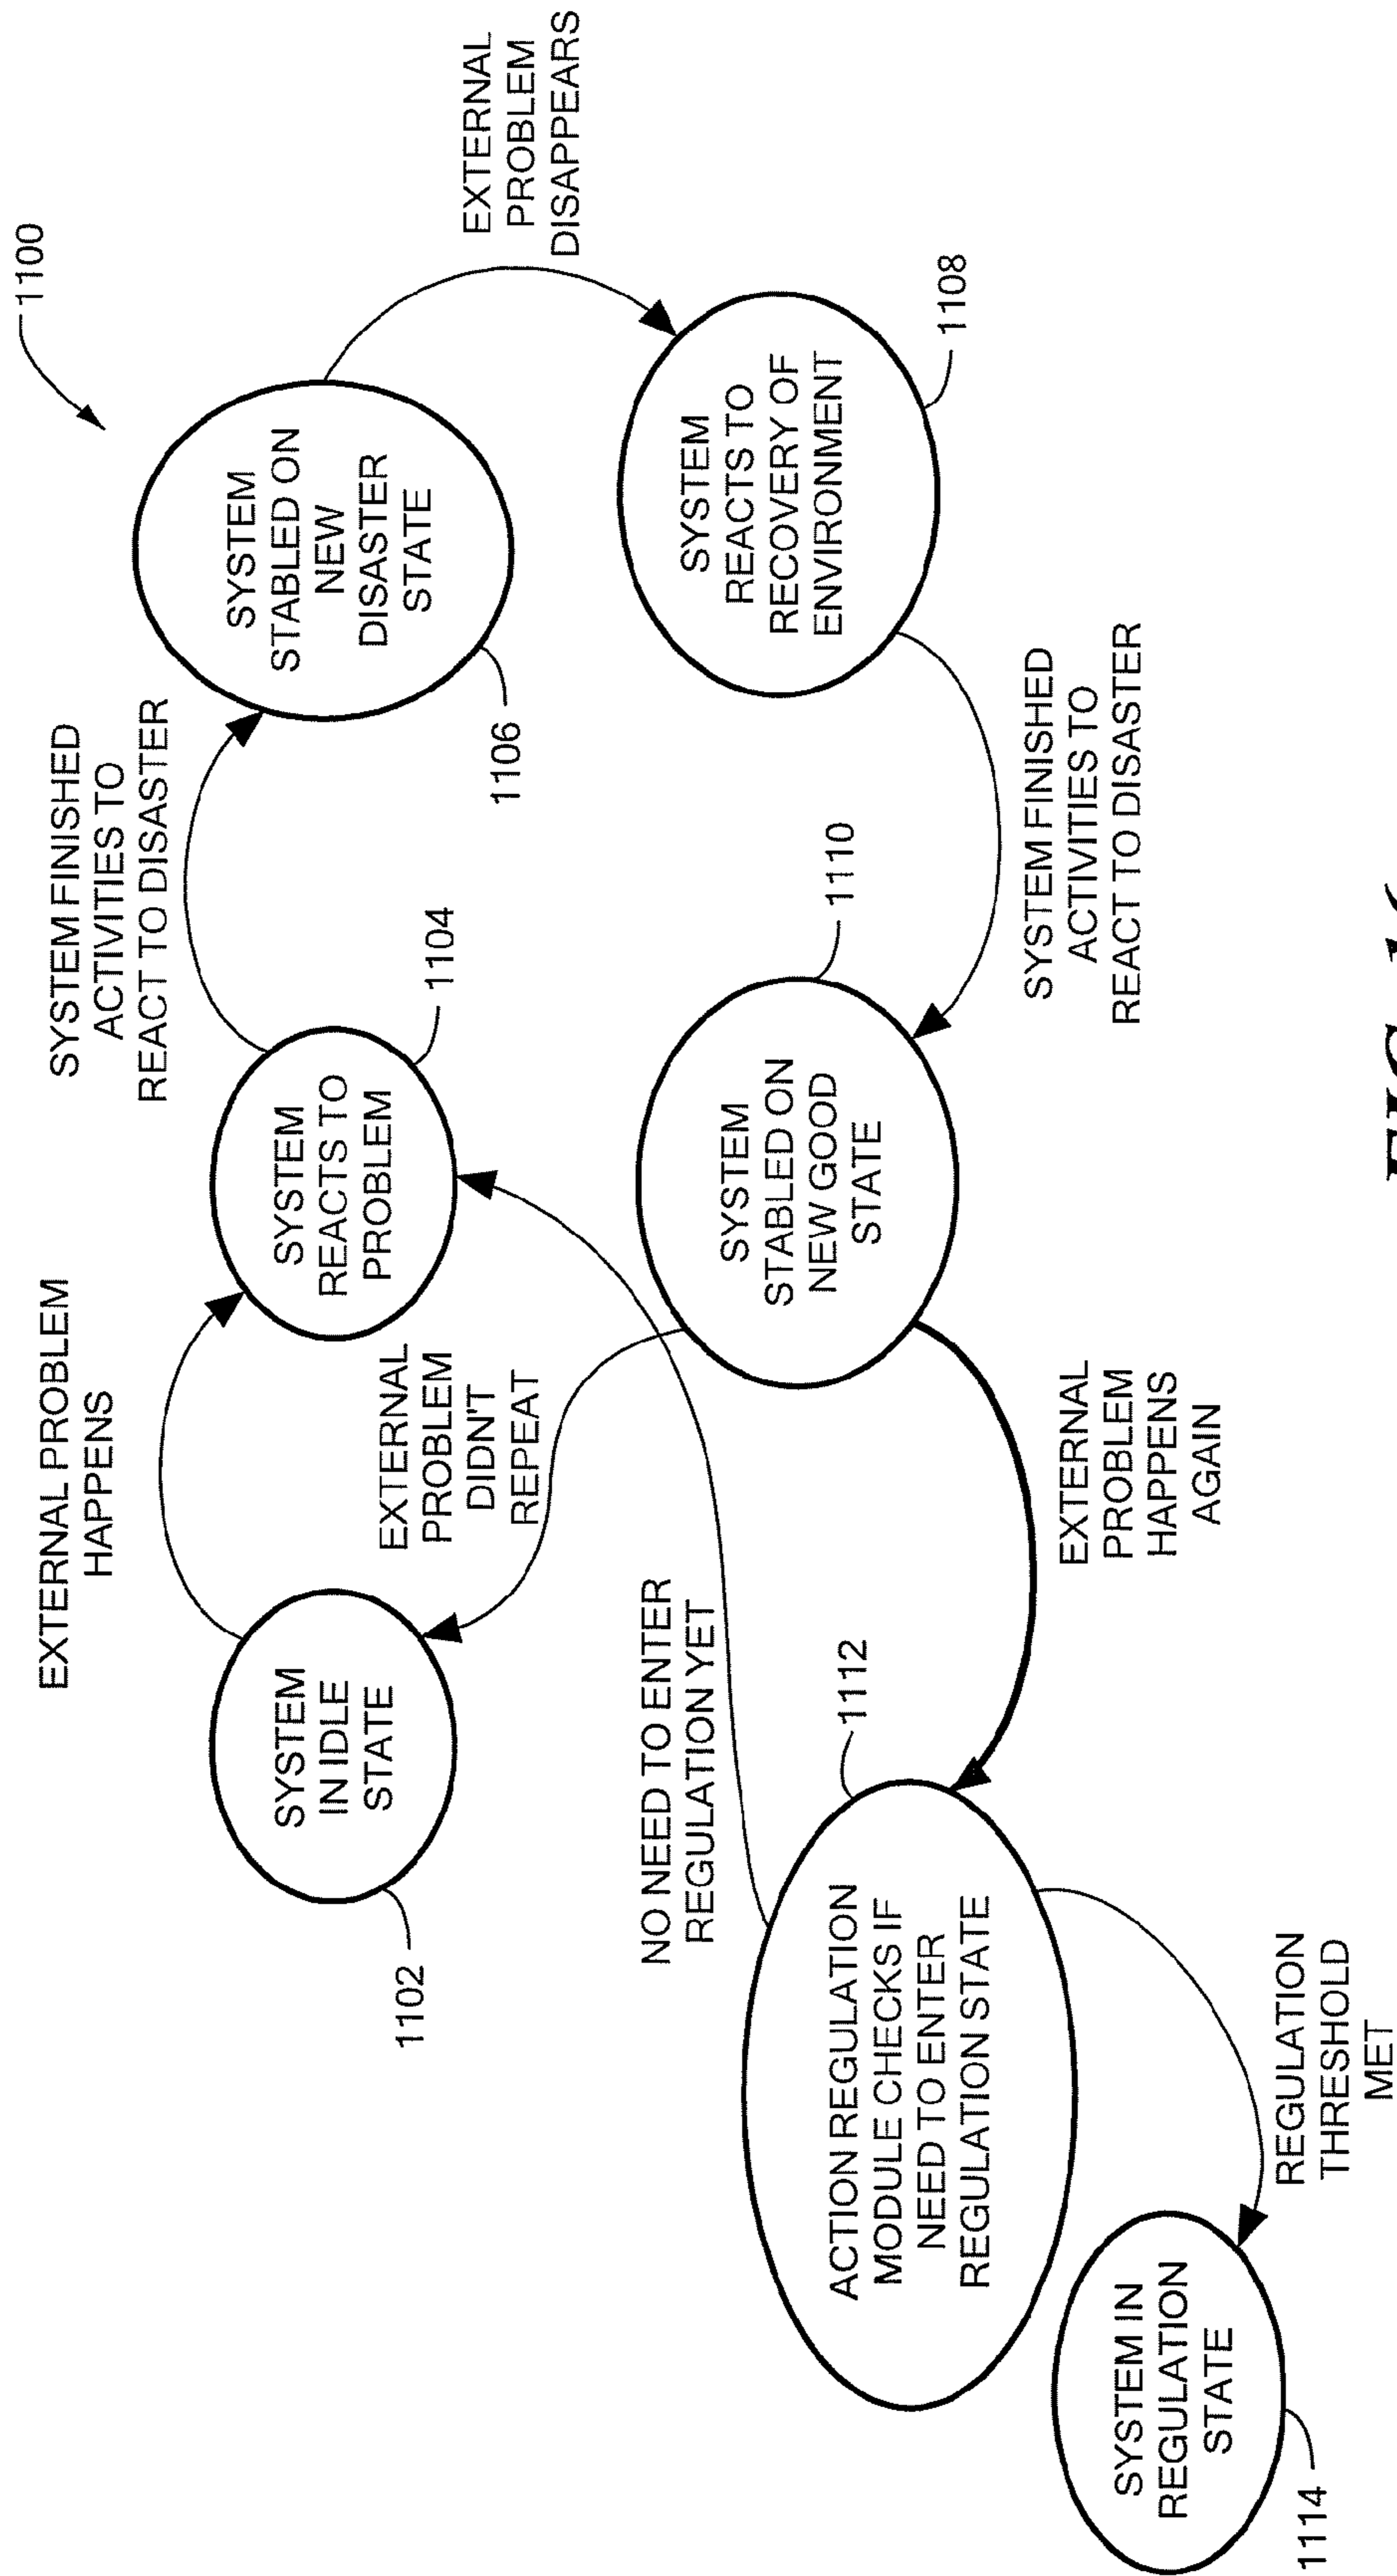 1100
EXTERNAL PROBLEM
HAPPENS
SYSTEM FINISHED
ACTIVITIES TO
REACT TO DISASTER
SYSTEM
IN IDLE
STATE
1102
SYSTEM
REACTS TO
PROBLEM
1104
SYSTEM
STABLED ON
NEW
DISASTER
STATE
1106
EXTERNAL
PROBLEM
DISAPPEARS
EXTERNAL
PROBLEM
DIDN'T
REPEAT
NO NEED TO ENTER
REGULATION YET
SYSTEM
STABLED ON
NEW GOOD
STATE
1110
SYSTEM
REACTS TO
RECOVERY OF
ENVIRONMENT
1108
SYSTEM FINISHED
ACTIVITIES TO
REACT TO DISASTER
ACTION REGULATION
MODULE CHECKS IF
NEED TO ENTER
REGULATION STATE
1112
EXTERNAL
PROBLEM
HAPPENS
AGAIN
SYSTEM IN
REGULATION
STATE
1114
REGULATION
THRESHOLD
MET